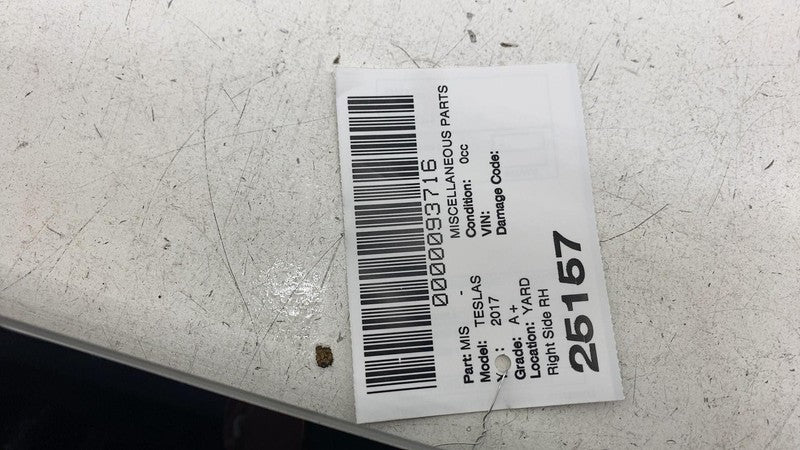 0000093716
Part: MIS - MISCELLANEOUS PARTS
Model: TESLAS Condition: 0cc
: 2017 VIN:
Grade: A+ Damage Code:
Location: YARD
Right Side RH
25157